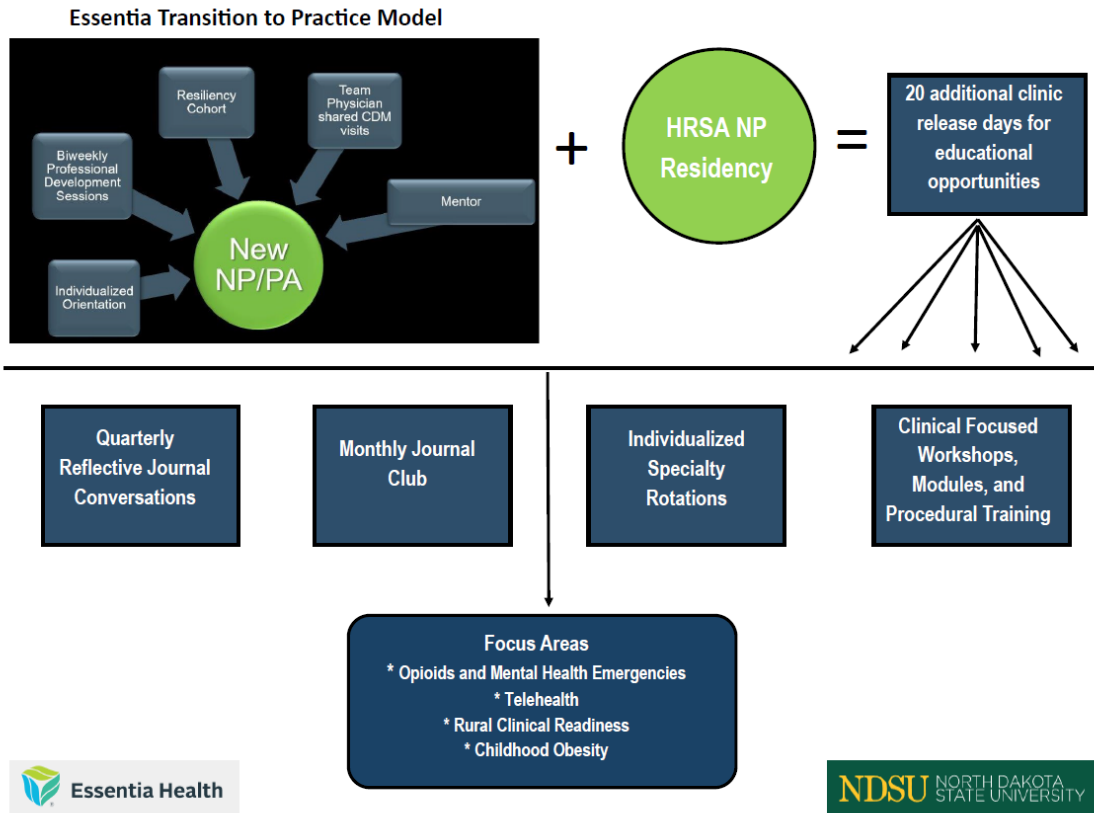 Essentia Transition to Practice Model
Resiliency
Cohort
Team
Physician
shared CDM
visits
Biweekly
Professional
Development
Sessions
Mentor
Individualized
Orientation
New
NP/PA
+
HRSA NP
Residency
=
20 additional clinic
release days for
educational
opportunities
Quarterly
Reflective Journal
Conversations
Monthly Journal
Club
Individualized
Specialty
Rotations
Clinical Focused
Workshops,
Modules, and
Procedural Training
Focus Areas
* Opioids and Mental Health Emergencies
* Telehealth
* Rural Clinical Readiness
* Childhood Obesity
Essentia Health
NDSU NORTH DAKOTA
STATE UNIVERSITY